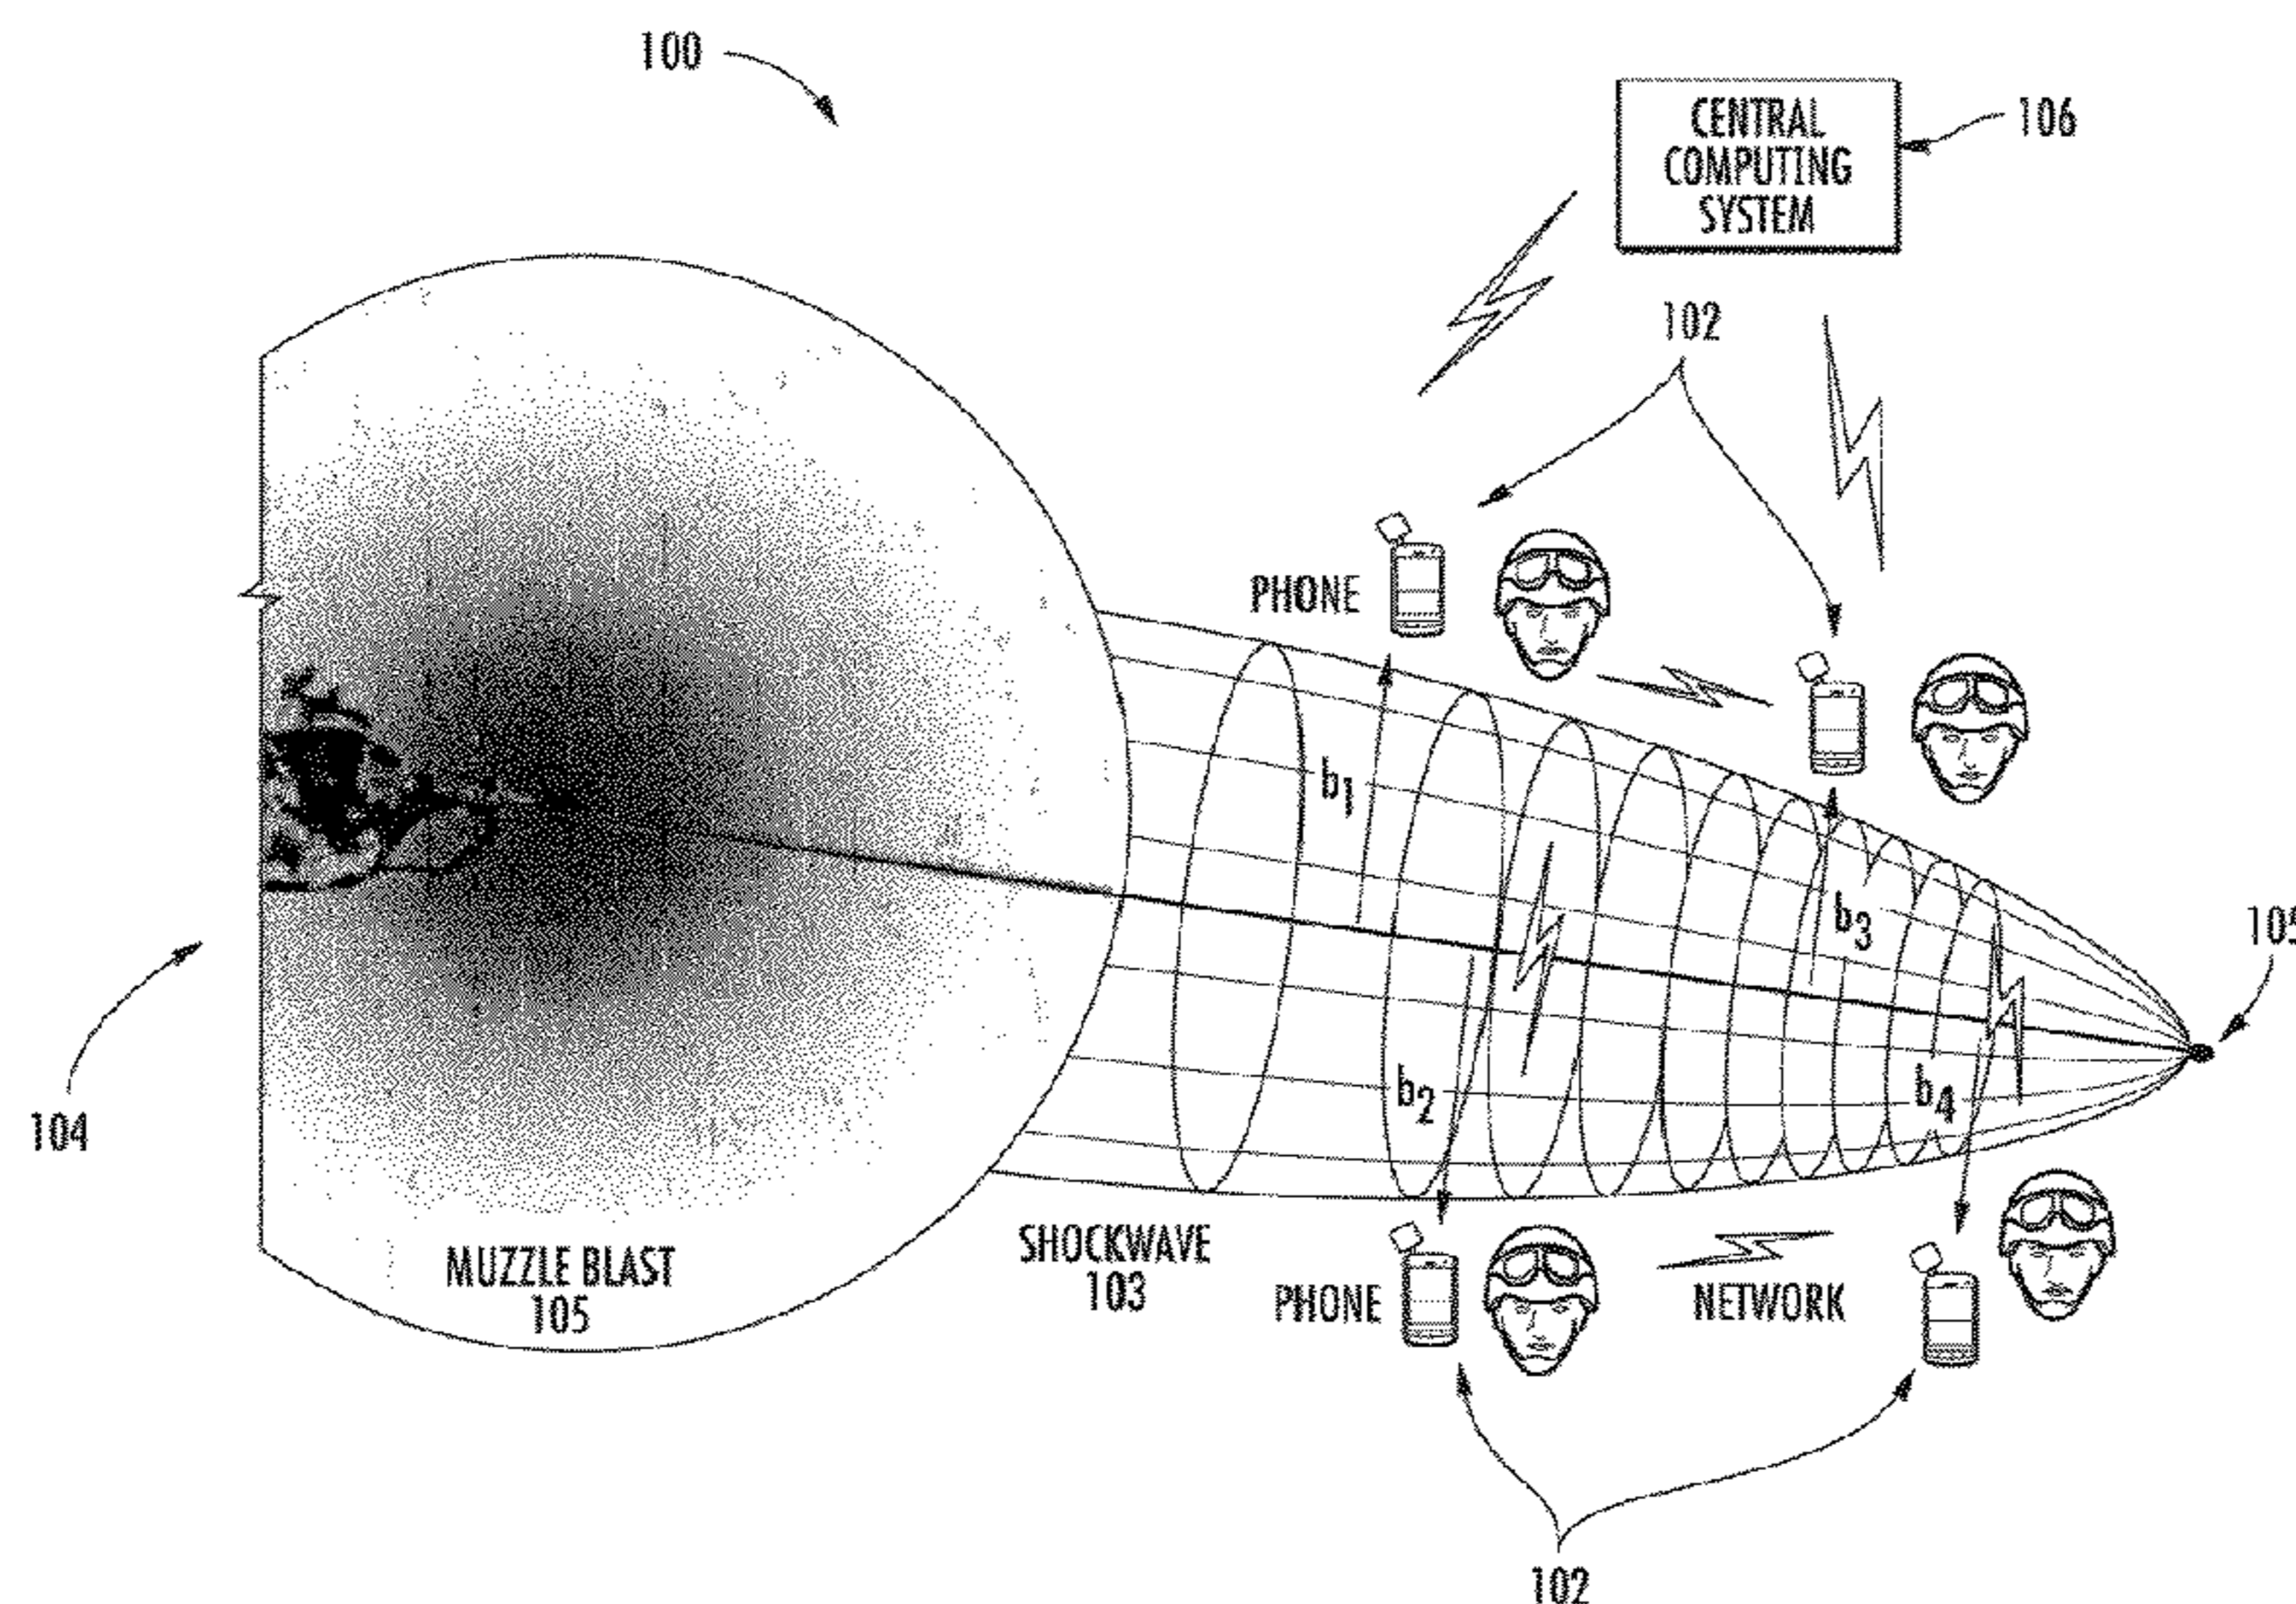 100
CENTRAL
COMPUTING
SYSTEM
106
102
PHONE
b1
b3
105
b2
b4
104
SHOCKWAVE
103
MUZZLE BLAST
105
PHONE
NETWORK
102